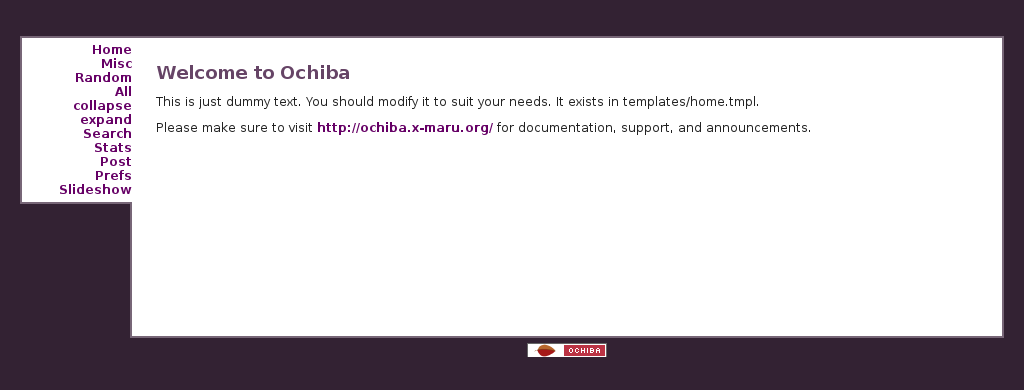 Home
Misc
Random
All
collapse
expand
Search
Stats
Post
Prefs
Slideshow
Welcome to Ochiba
This is just dummy text. You should modify it to suit your needs. It exists in templates/home.tmpl.
Please make sure to visit http://ochiba.x-maru.org/ for documentation, support, and announcements.
OCHIBA